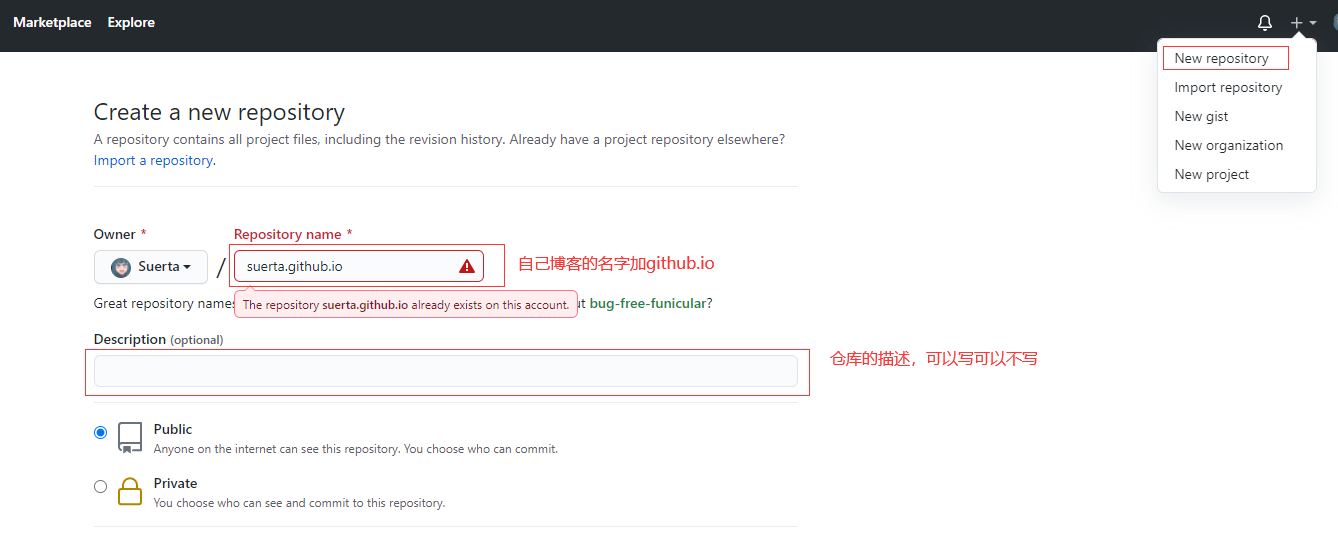 Marketplace Explore
New repository
Import repository
New gist
New organization
New project
Create a new repository
A repository contains all project files, including the revision history. Already have a project repository elsewhere?
Import a repository.
Owner * Repository name *
Suerta / suerta.github.io 自己博客的名字加github.io
Great repository names ut bug-free-funicular?
The repository suerta.github.io already exists on this account.
Description (optional)
仓库的描述，可以写可以不写
Public
Anyone on the internet can see this repository. You choose who can commit.
Private
You choose who can see and commit to this repository.